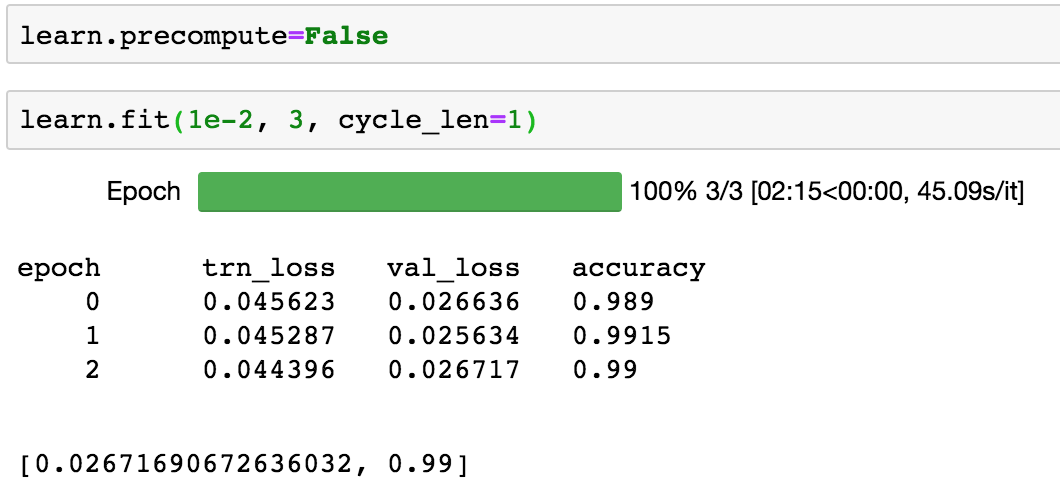 learn.precompute=False
learn.fit(1e-2, 3, cycle_len=1)
Epoch 100% 3/3 [02:15<00:00, 45.09s/it]
epoch trn_loss val_loss accuracy
0 0.045623 0.026636 0.989
1 0.045287 0.025634 0.9915
2 0.044396 0.026717 0.99
[0.02671690672636032, 0.99]